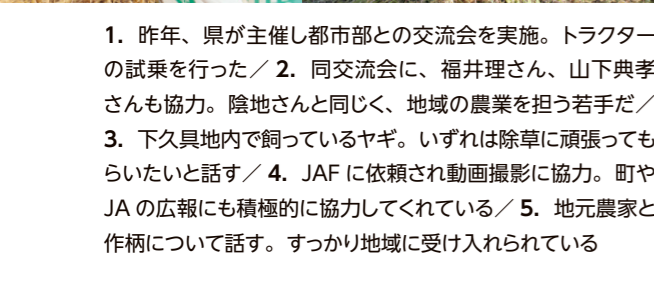 1. 昨年、県が主催し都市部との交流会を実施。トラクター
の試乗を行った／ 2. 同交流会に、福井理さん、山下典孝
さんも協力。陰地さんと同じく、地域の農業を担う若手だ／
3. 下久具地内で飼っているヤギ。いずれは除草に頑張っても
らいたいと話す／ 4. JAF に依頼され動画撮影に協力。町や
JA の広報にも積極的に協力してくれている／ 5. 地元農家と
作柄について話す。すっかり地域に受け入れられている